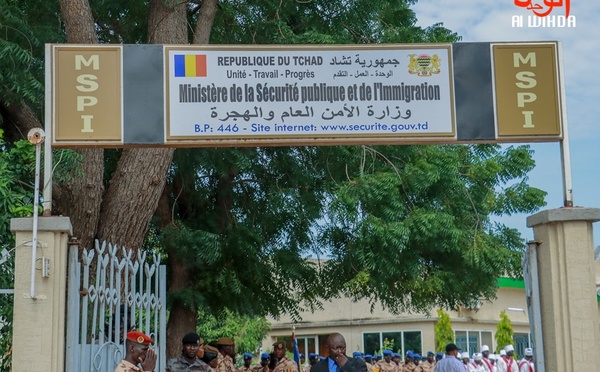 الوحدة
AL WIHDA
MSPI
REPUBLIQUE DU TCHAD
جمهورية تشاد
Unité - Travail - Progrès
الوحدة - العمل - التقدم
Ministère de la Sécurité publique et de l'Immigration
وزارة الأمن العام والهجرة
B.P: 446 - Site internet: www.securite.gouv.td
MSPI